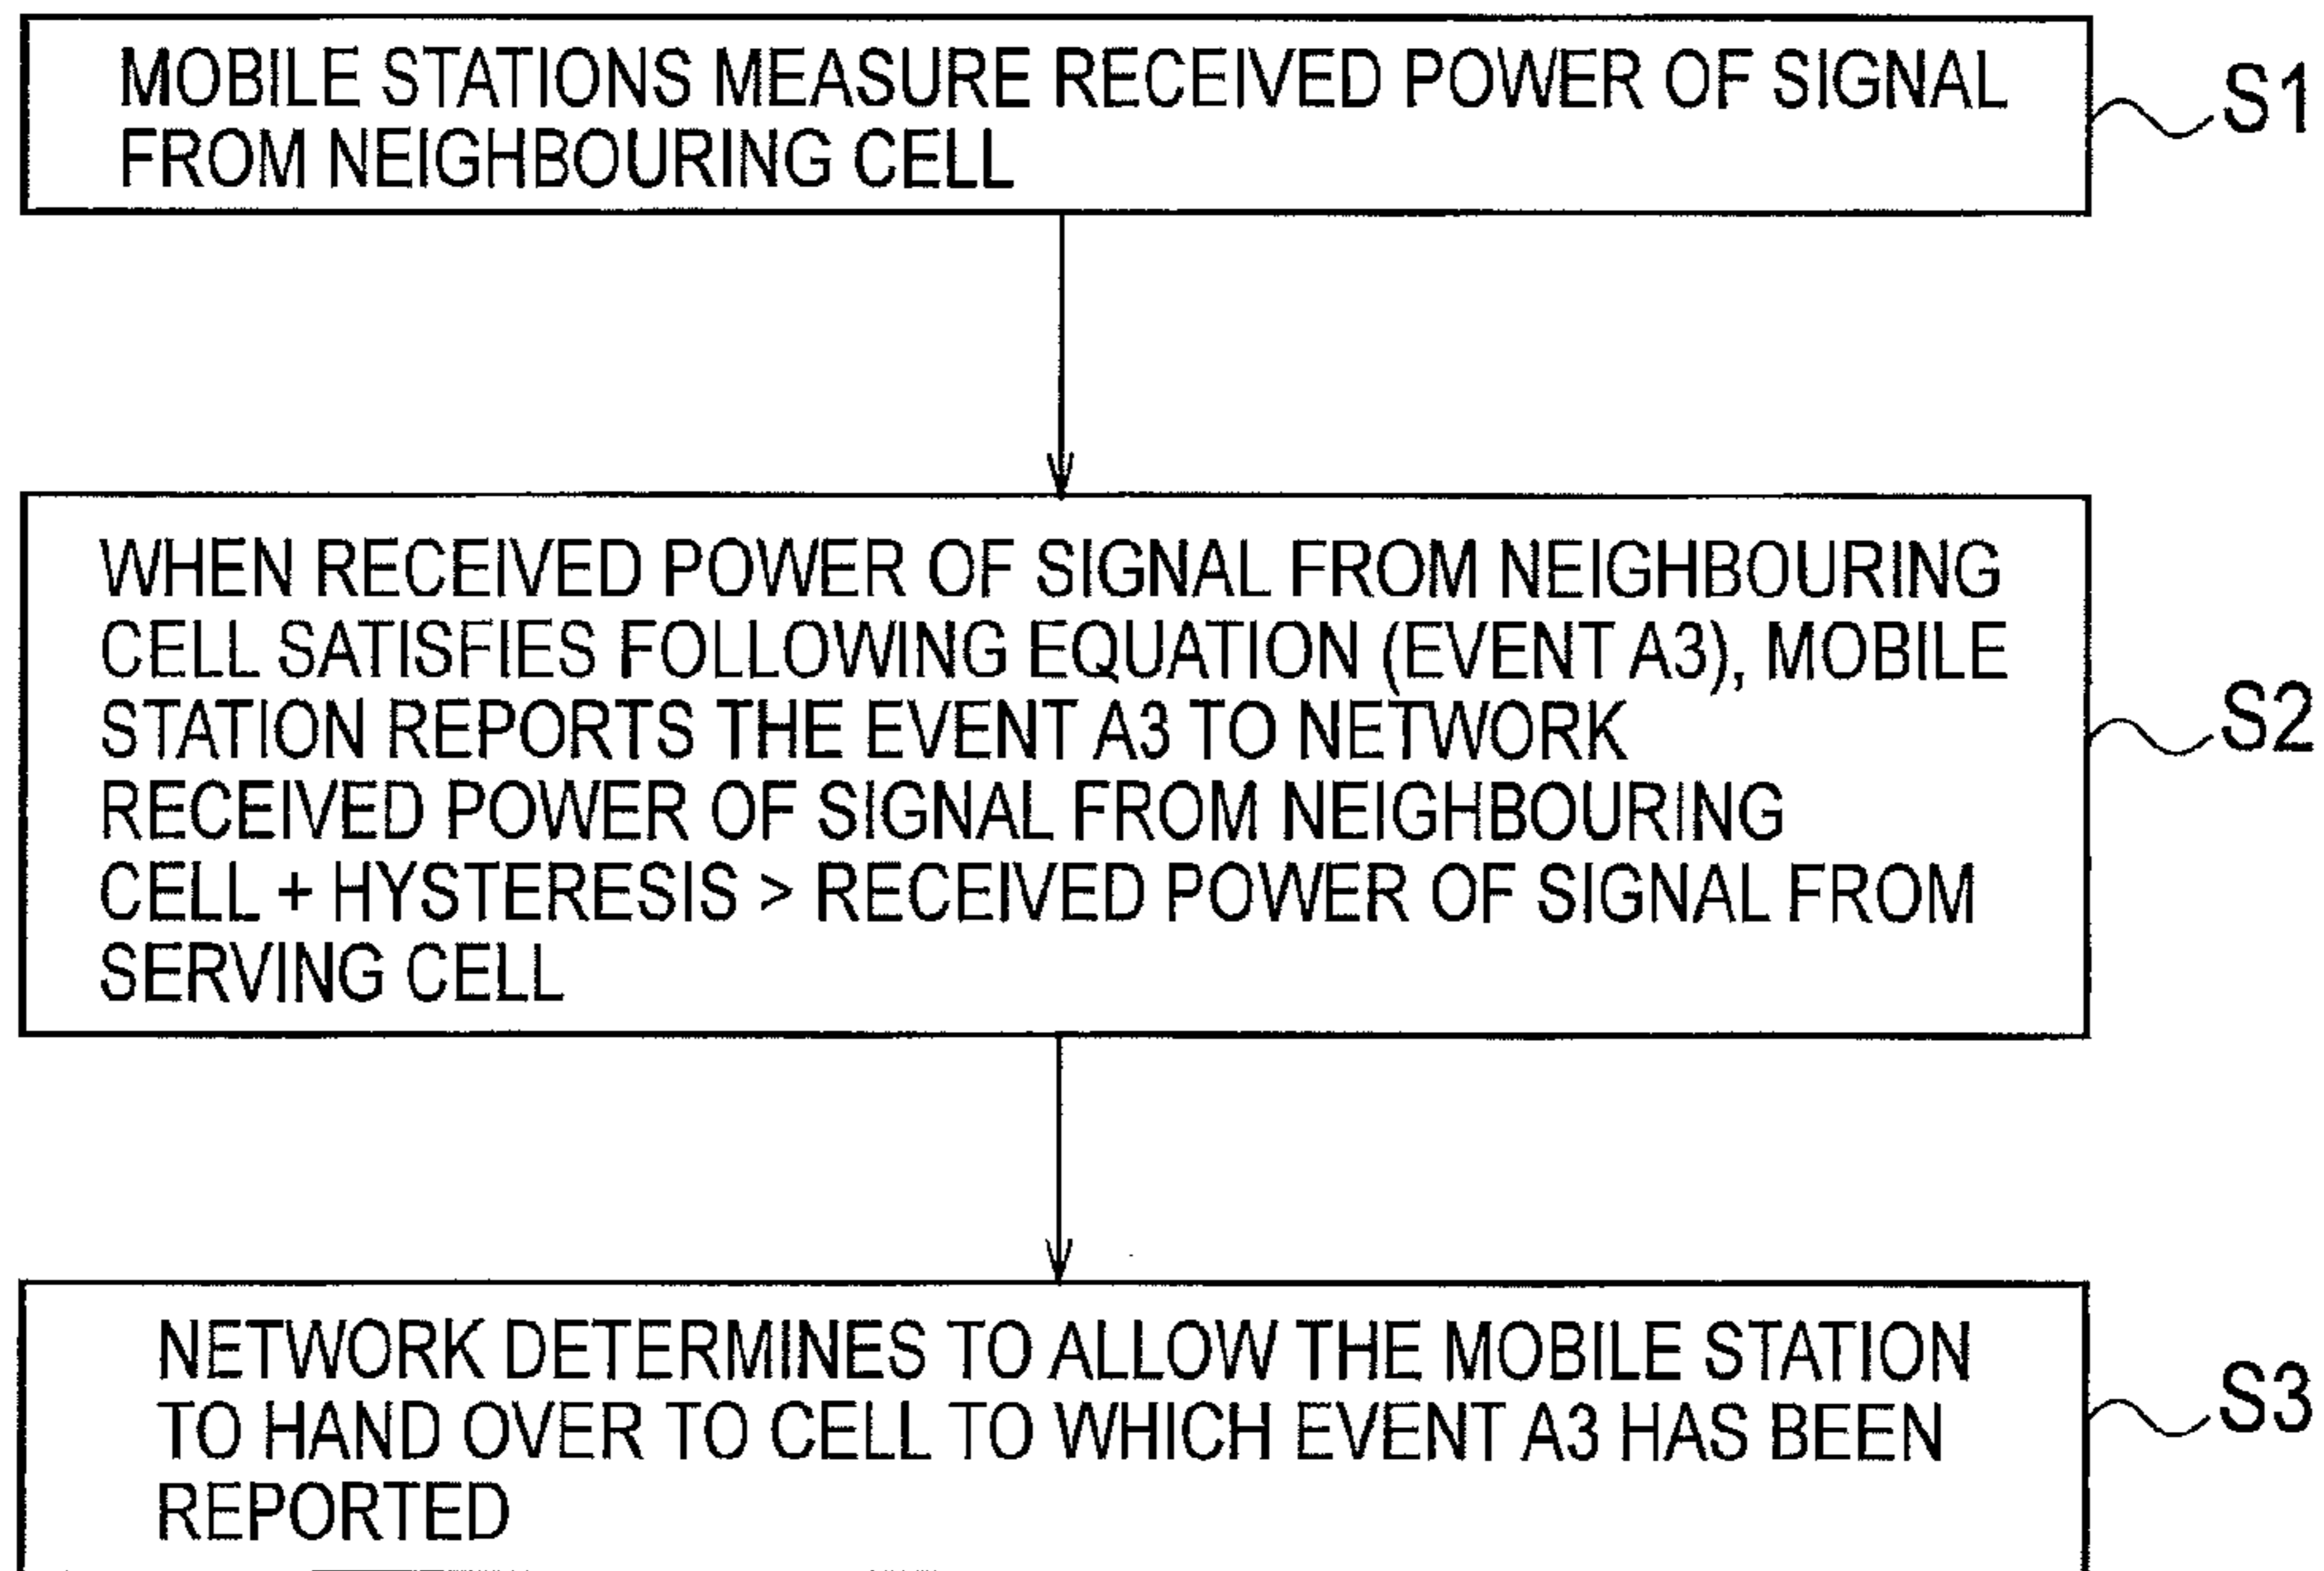 MOBILE STATIONS MEASURE RECEIVED POWER OF SIGNAL
FROM NEIGHBOURING CELL
S1
WHEN RECEIVED POWER OF SIGNAL FROM NEIGHBOURING
CELL SATISFIES FOLLOWING EQUATION (EVENT A3), MOBILE
STATION REPORTS THE EVENT A3 TO NETWORK
RECEIVED POWER OF SIGNAL FROM NEIGHBOURING
CELL + HYSTERESIS > RECEIVED POWER OF SIGNAL FROM
SERVING CELL
S2
NETWORK DETERMINES TO ALLOW THE MOBILE STATION
TO HAND OVER TO CELL TO WHICH EVENT A3 HAS BEEN
REPORTED
S3